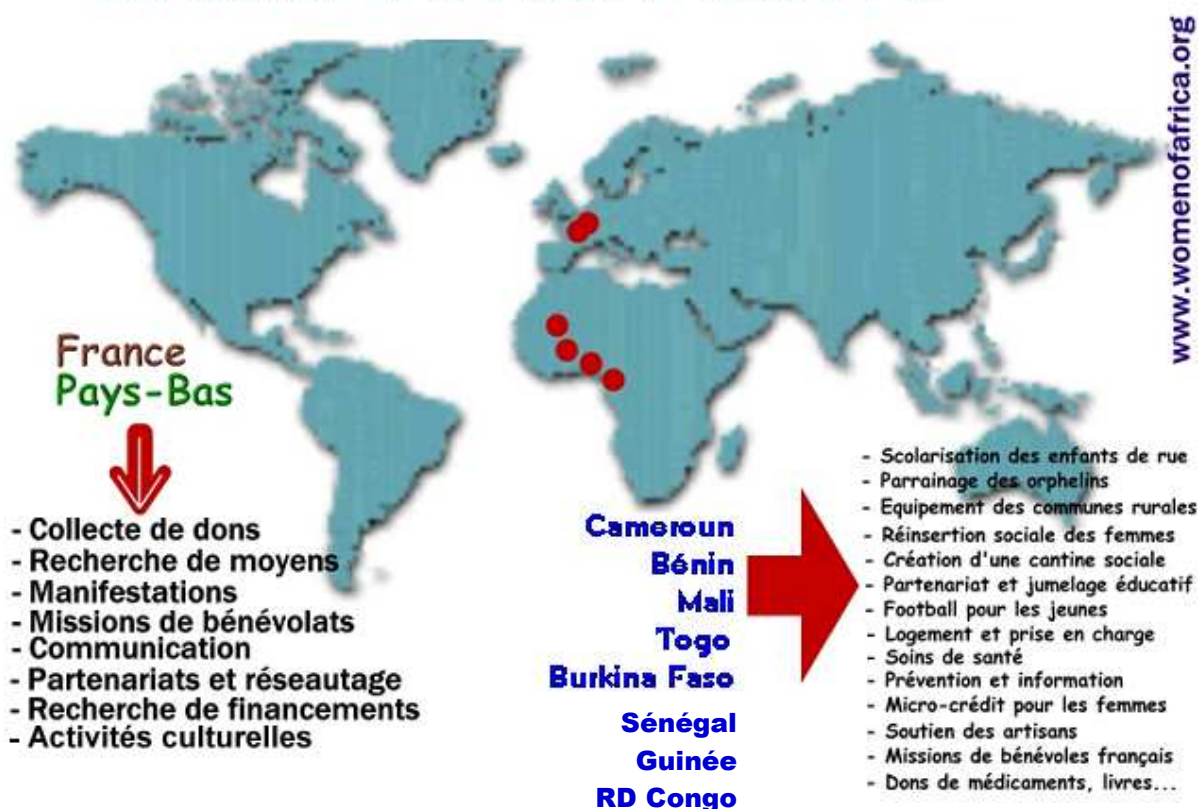 www.womenofafrica.org
France
Pays-Bas
- Collecte de dons
- Recherche de moyens
- Manifestations
- Missions de bénévolats
- Communication
- Partenariats et réseautage
- Recherche de financements
- Activités culturelles
Cameroun
Bénin
Mali
Togo
Burkina Faso
Sénégal
Guinée
RD Congo
- Scolarisation des enfants de rue
- Parrainage des orphelins
- Equipement des communes rurales
- Réinsertion sociale des femmes
- Création d'une cantine sociale
- Partenariat et jumelage éducatif
- Football pour les jeunes
- Logement et prise en charge
- Soins de santé
- Prévention et information
- Micro-crédit pour les femmes
- Soutien des artisans
- Missions de bénévoles français
- Dons de médicaments, livres...